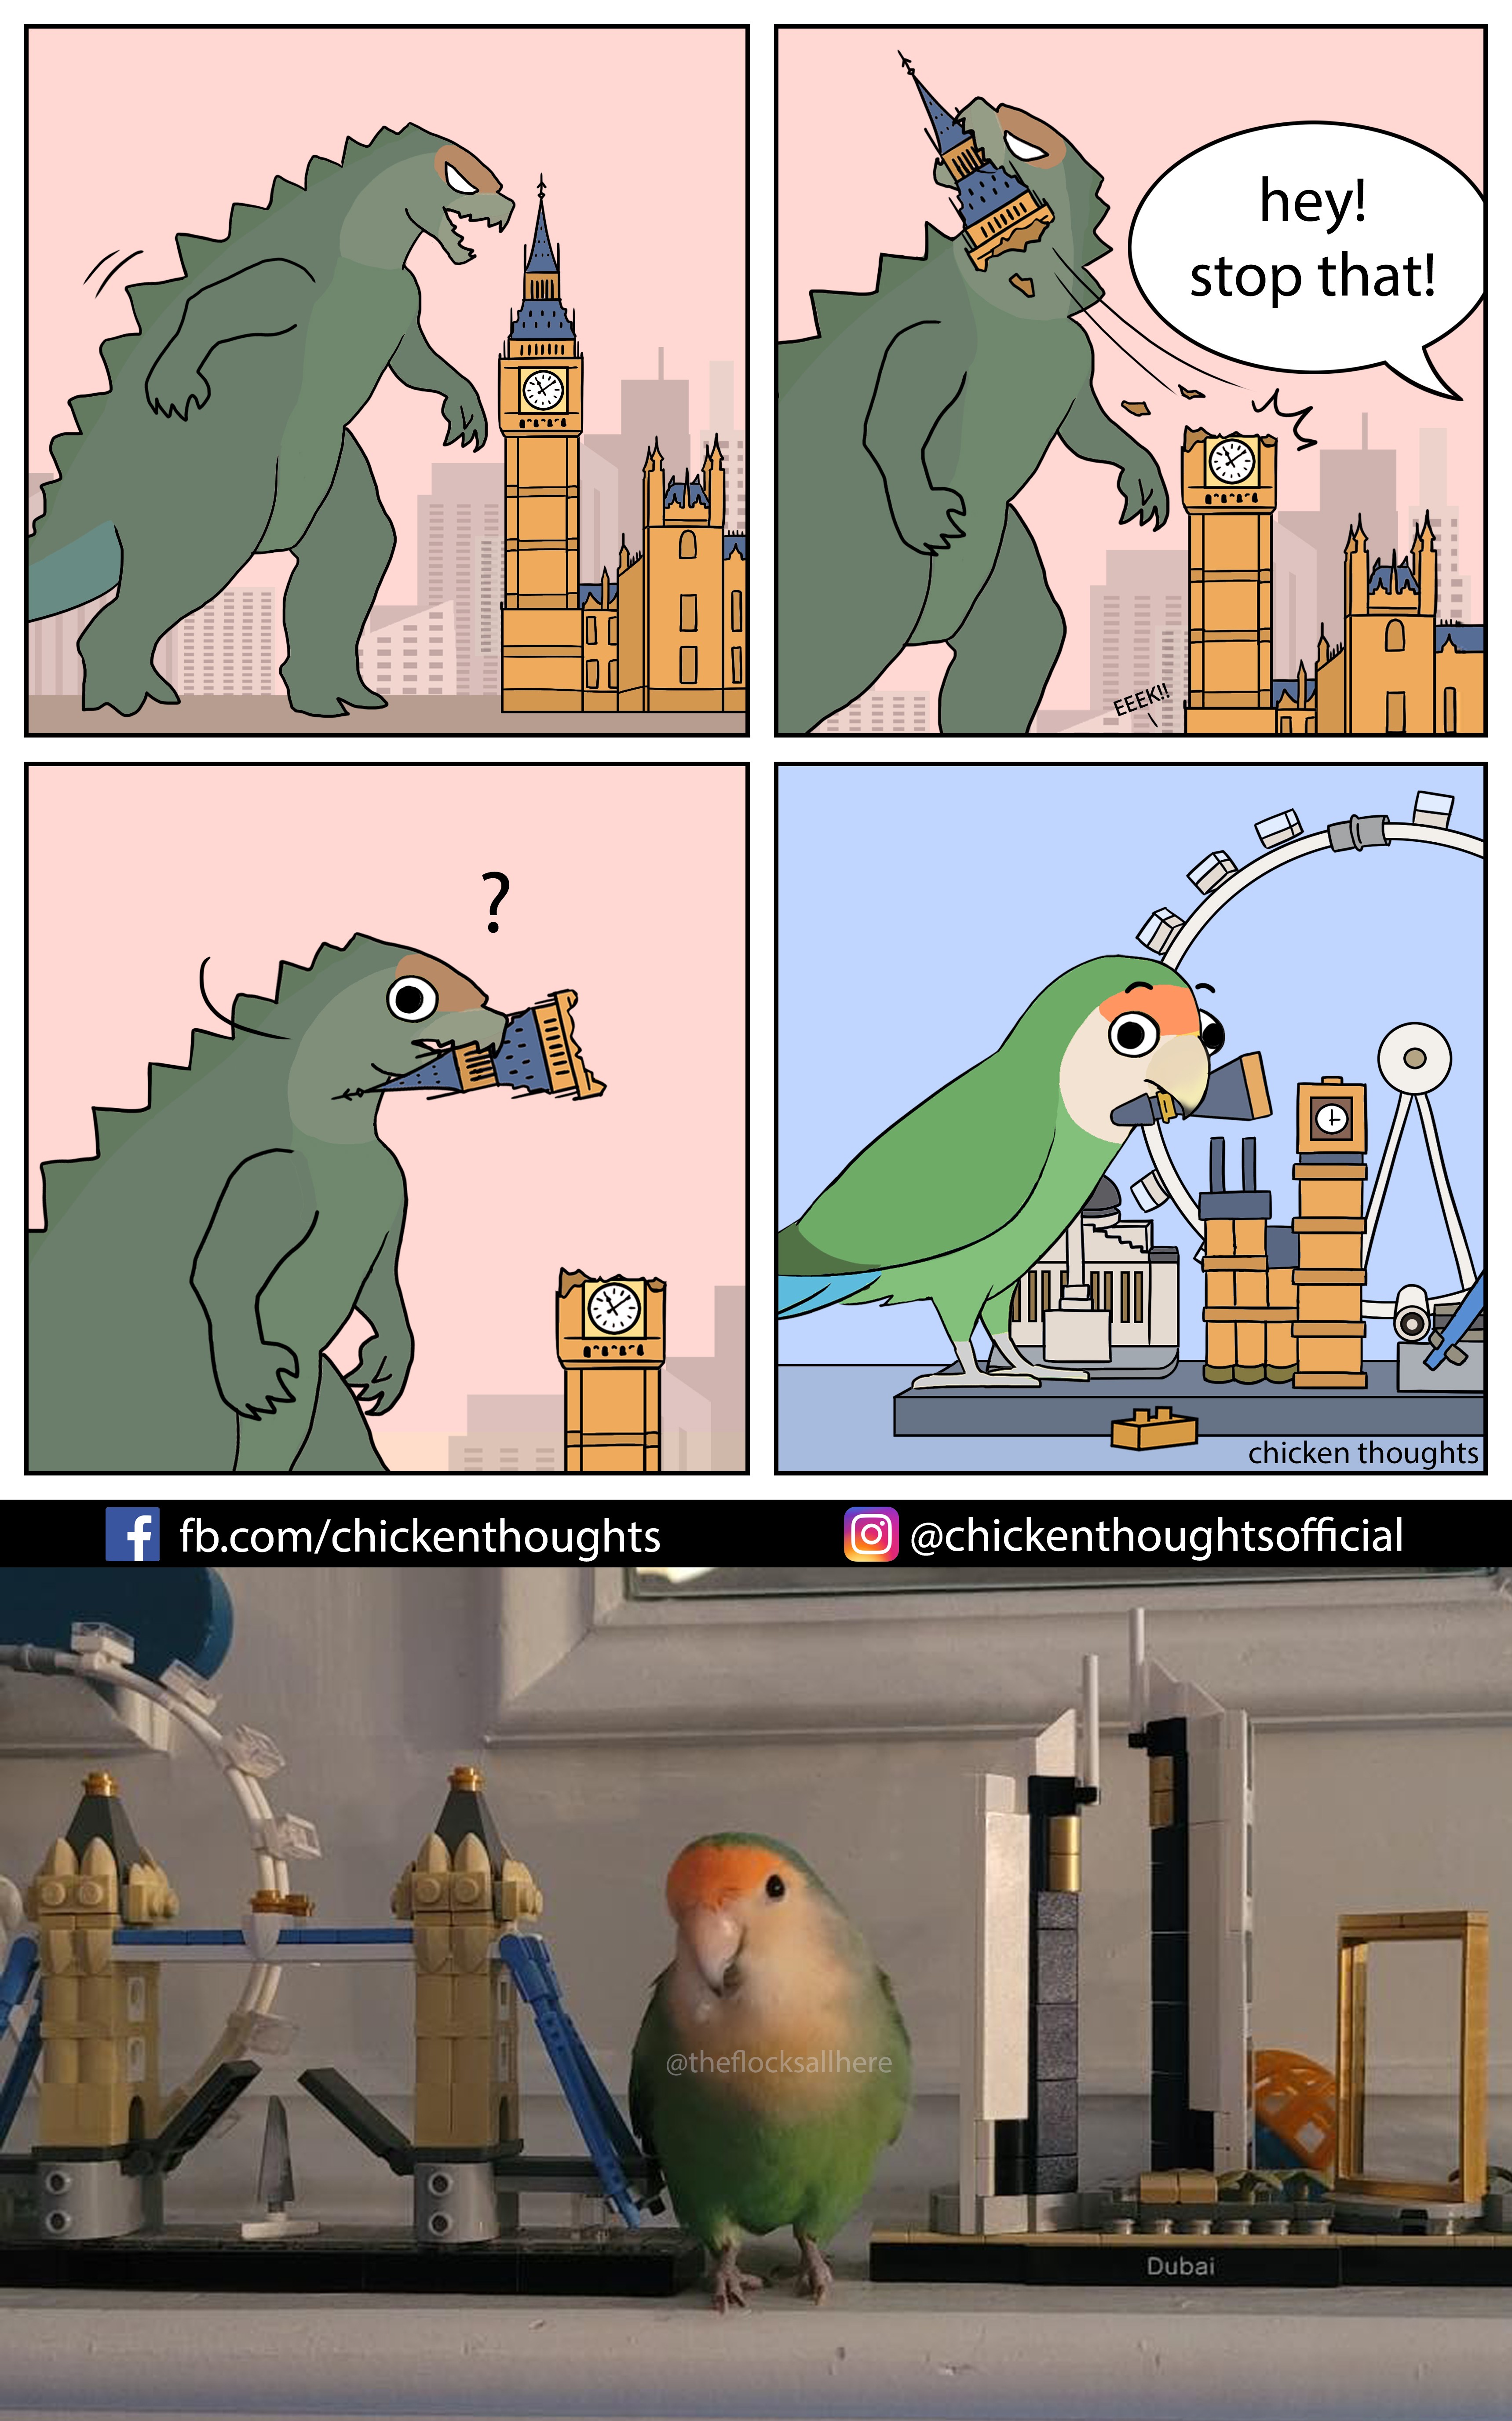 hey!
stop that!
EEEK!!
?
chicken thoughts
fb.com/chickenthoughts
@chickenthoughtsofficial
@theflocksallhere
Dubai